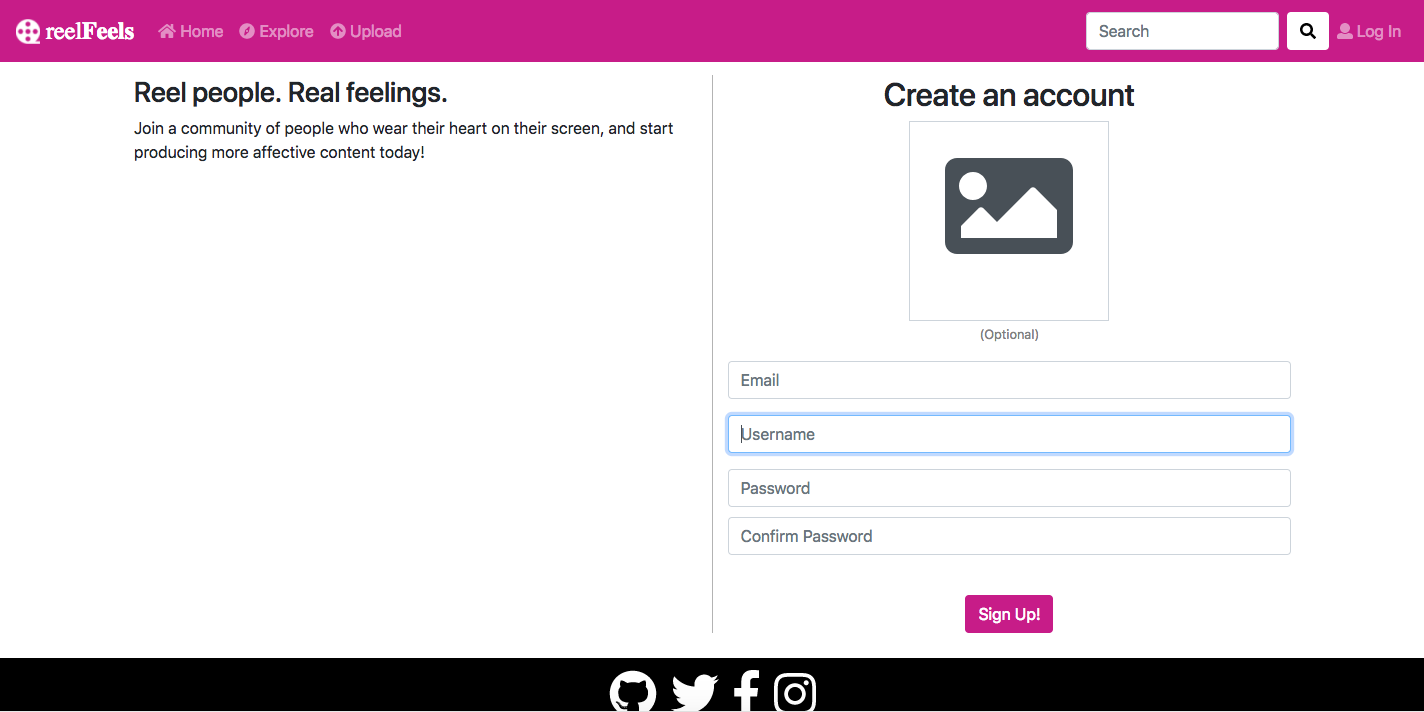 reelFeels Home Explore Upload Search Log In
Reel people. Real feelings.
Join a community of people who wear their heart on their screen, and start
producing more affective content today!
Create an account
(Optional)
Email
Username
Password
Confirm Password
Sign Up!